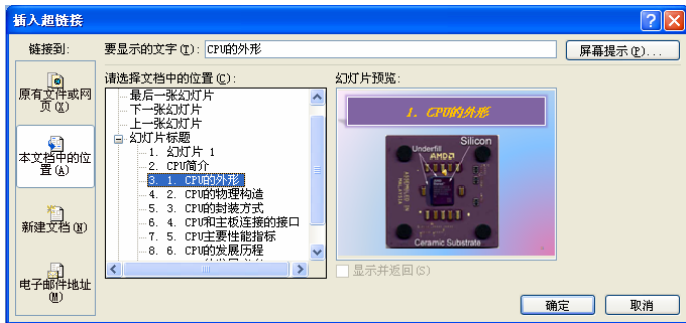 插入超链接
链接到:
要显示的文字(T): CPU的外形
屏幕提示(P)...
原有文件或网页(X)
本文档中的位置(A)
新建文档(N)
电子邮件地址(M)
请选择文档中的位置(C):
最后一张幻灯片
下一张幻灯片
上一张幻灯片
幻灯片标题
1. 幻灯片 1
2. CPU简介
3. 1. CPU的外形
4. 2. CPU的物理构造
5. 3. CPU的封装方式
6. 4. CPU和主板连接的接口
7. 5. CPU主要性能指标
8. 6. CPU的发展历程
幻灯片预览:
1. CPU的外形
Underfill
Silicon
AMD
ASSEMBLED IN
MALAYSIA
Ceramic Substrate
显示并返回(S)
确定
取消